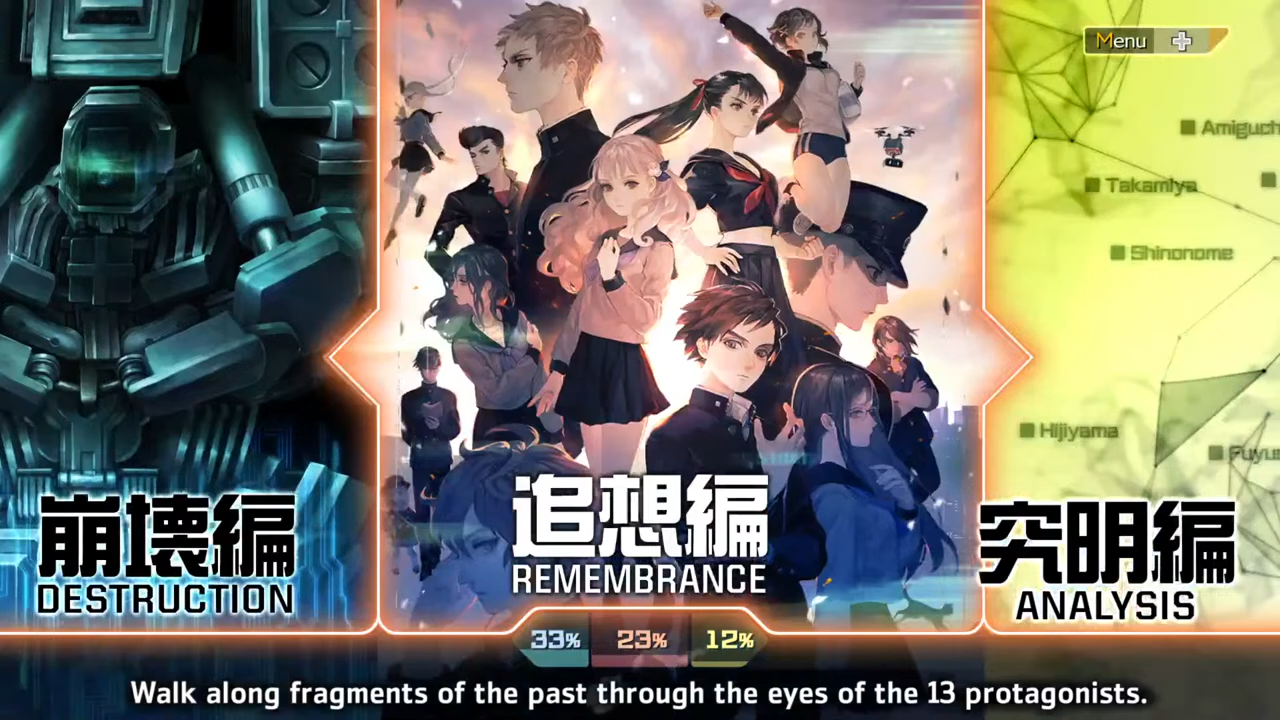 Menu
Amiguch
Takamiya
Shinonome
Hijiyama
Fuyu
崩壊編
DESTRUCTION
追想編
REMEMBRANCE
究明編
ANALYSIS
33% 23% 12%
Walk along fragments of the past through the eyes of the 13 protagonists.